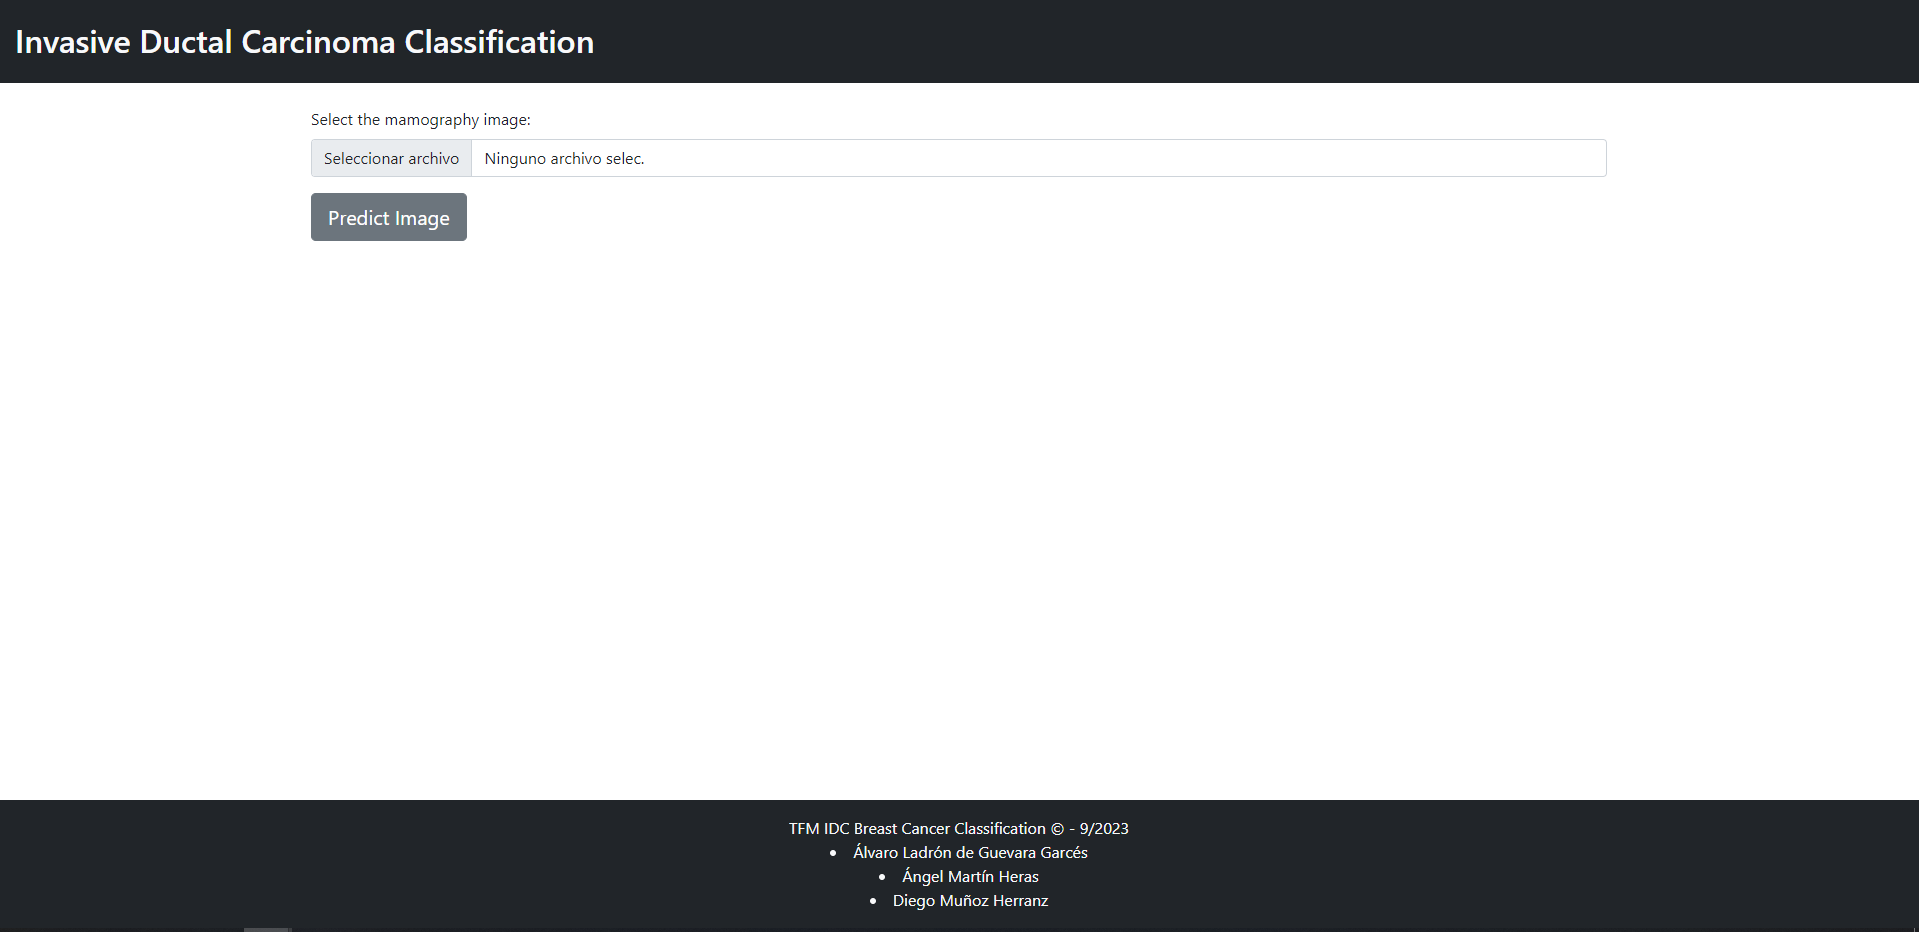 Invasive Ductal Carcinoma Classification
Select the mamography image:
Seleccionar archivo Ninguno archivo selec.
Predict Image
TFM IDC Breast Cancer Classification © - 9/2023
• Álvaro Ladrón de Guevara Garcés
• Ángel Martín Heras
• Diego Muñoz Herranz